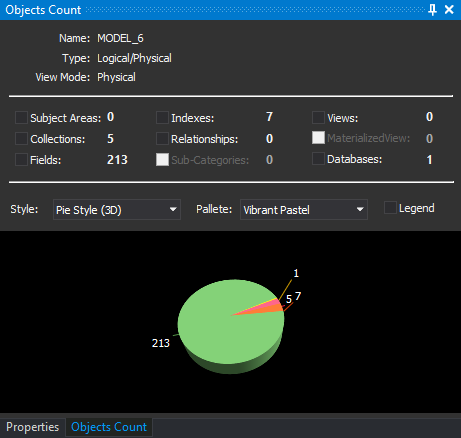 Objects Count
Name: MODEL_6
Type: Logical/Physical
View Mode: Physical
Subject Areas: 0 Indexes: 7 Views: 0
Collections: 5 Relationships: 0 MaterializedView: 0
Fields: 213 Sub-Categories: 0 Databases: 1
Style: Pie Style (3D) Pallete: Vibrant Pastel Legend
1
5 7
213
Properties Objects Count